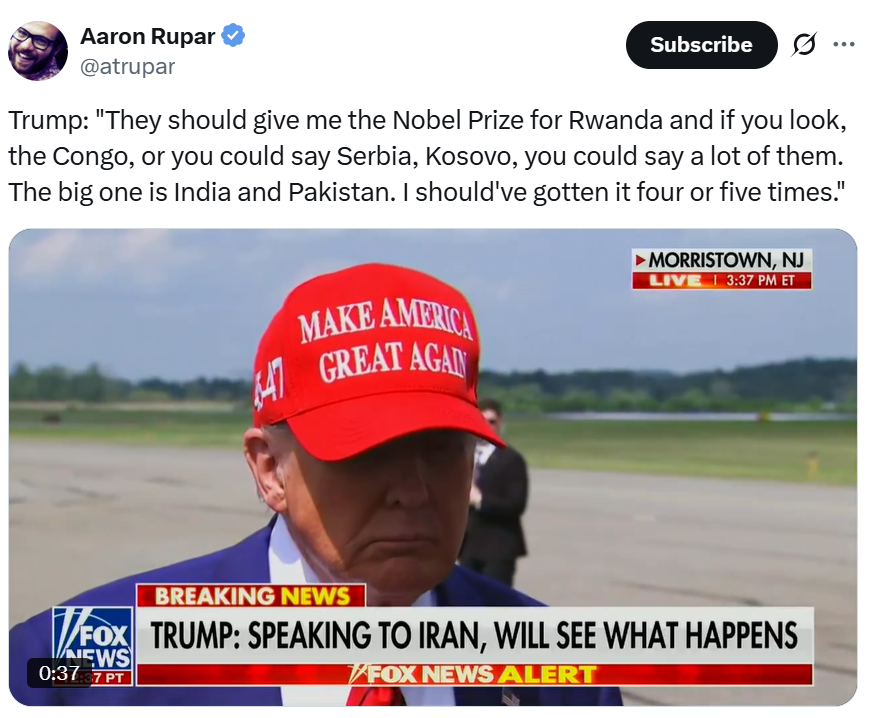 Aaron Rupar
@atrupar
Subscribe
Trump: "They should give me the Nobel Prize for Rwanda and if you look,
the Congo, or you could say Serbia, Kosovo, you could say a lot of them.
The big one is India and Pakistan. I should've gotten it four or five times."
MORRISTOWN, NJ
LIVE | 3:37 PM ET
MAKE AMERICA
GREAT AGAIN
-47
BREAKING NEWS
TRUMP: SPEAKING TO IRAN, WILL SEE WHAT HAPPENS
FOX
NEWS
0:37
7 PT
FOX NEWS ALERT